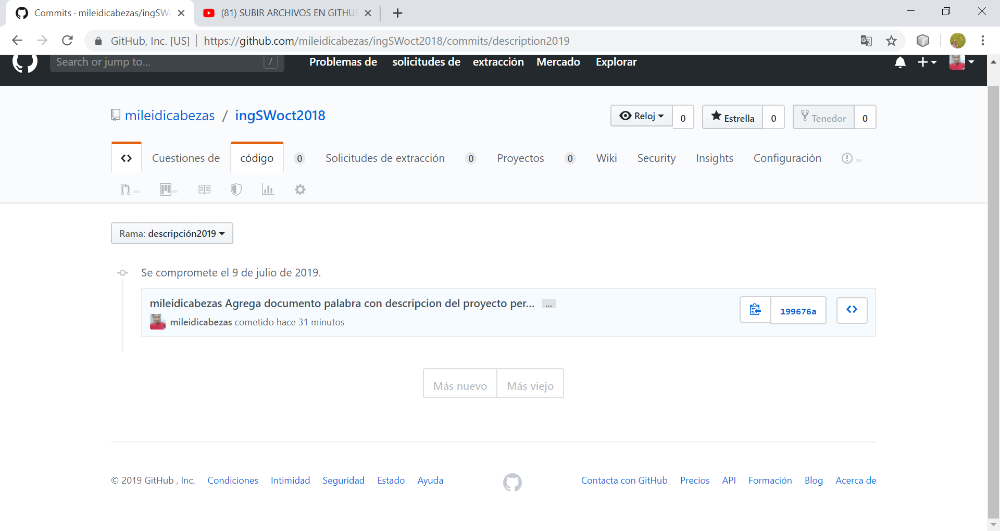 Commits · mileidicabezas/ingSW
(81) SUBIR ARCHIVOS EN GITHU
GitHub, Inc. [US] https://github.com/mileidicabezas/ingSWoct2018/commits/description2019
Search or jump to... / Problemas de solicitudes de extracción Mercado Explorar
mileidicabezas / ingSWoct2018 Reloj 0 Estrella 0 Tenedor 0
Cuestiones de código 0 Solicitudes de extracción 0 Proyectos 0 Wiki Security Insights Configuración
Rama: descripción2019
Se compromete el 9 de julio de 2019.
mileidicabezas Agrega documento palabra con descripcion del proyecto per... ... 199676a
mileidicabezas cometido hace 31 minutos
Más nuevo Más viejo
© 2019 GitHub , Inc. Condiciones Intimidad Seguridad Estado Ayuda Contacta con GitHub Precios API Formación Blog Acerca de